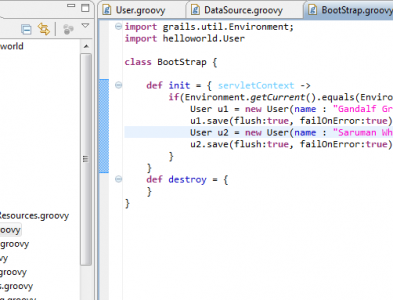 User.groovy DataSource.groovy BootStrap.groovy
world
import grails.util.Environment;
import helloworld.User
class BootStrap {
def init = { servletContext ->
if(Environment.getCurrent().equals(Enviro
User u1 = new User(name : "Gandalf Gr
u1.save(flush:true, failOnError:true)
User u2 = new User(name : "Saruman Wh
u2.save(flush:true, failOnError:true)
}
}
def destroy = {
}
}
Resources.groovy
roovy
.groovy
vy
.groovy
s.groovy
groovy